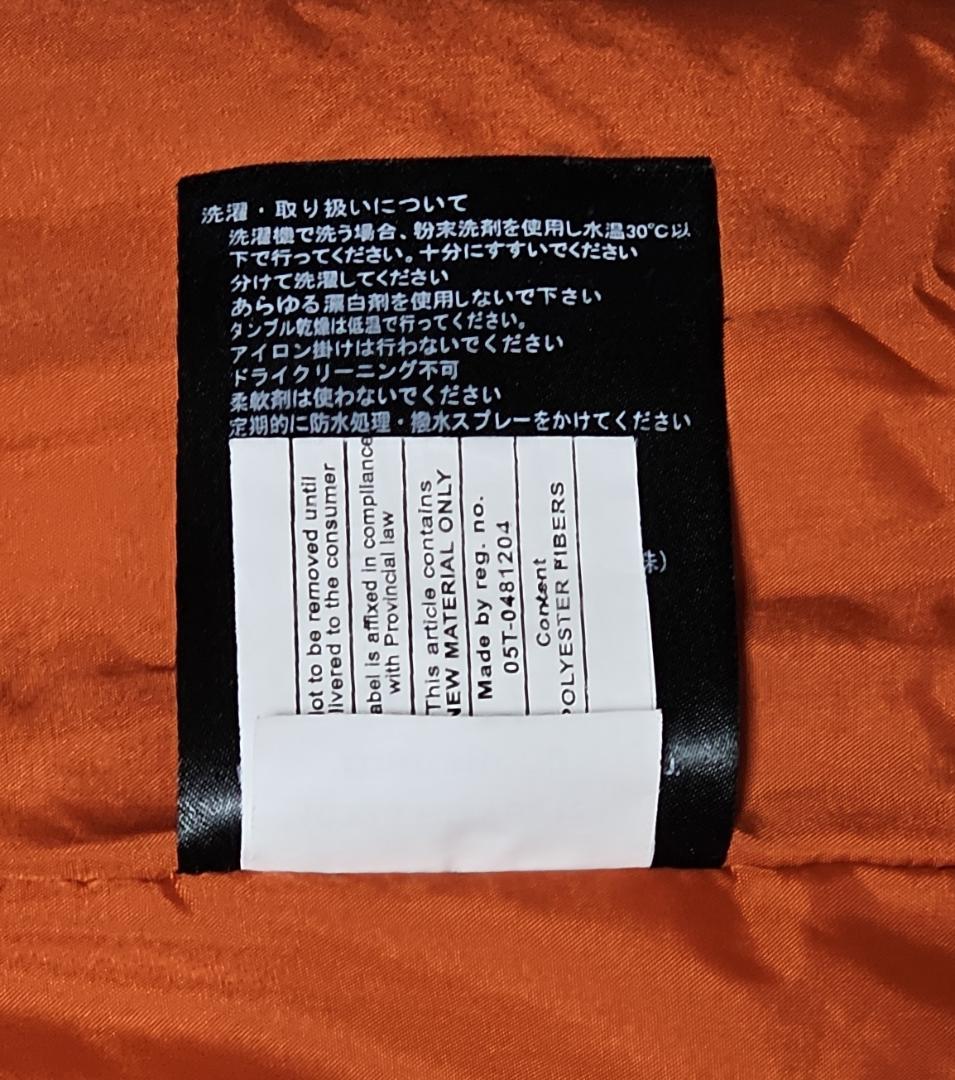 洗濯・取り扱いについて
洗濯機で洗う場合、粉末洗剤を使用し水温30℃以
下で行ってください。十分にすすいでください
分けて洗濯してください
あらゆる漂白剤を使用しないで下さい
タンブル乾燥は低温で行ってください。
アイロン掛けは行わないでください
ドライクリーニング不可
柔軟剤は使わないでください
定期的に防水処理・撥水スプレーをかけてください
ot to be removed until
livered to the consumer
abel is affixed in compliance
with Provincial law
This article contains
NEW MATERIAL ONLY
Made by reg. no.
05T-0481204
Content
POLYESTER FIBERS
株)